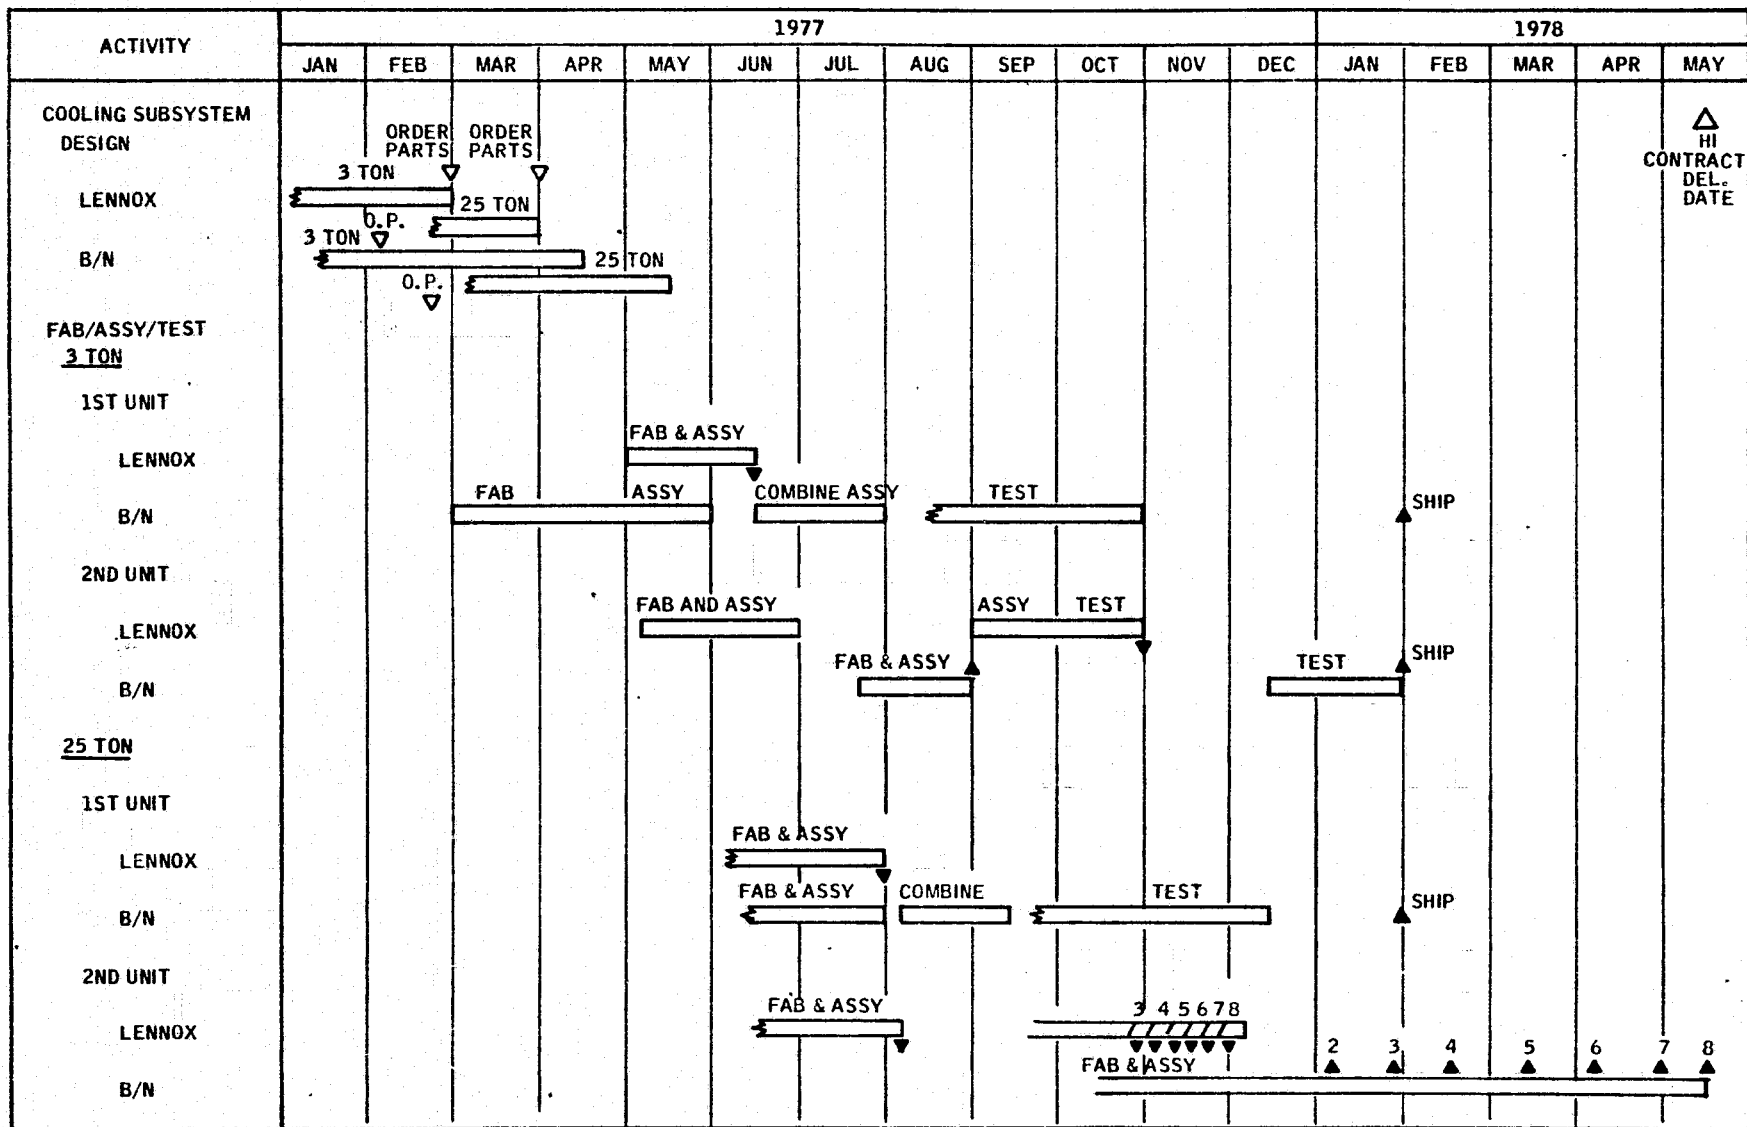 ACTIVITY
1977
1978
JAN FEB MAR APR MAY JUN JUL AUG SEP OCT NOV DEC JAN FEB MAR APR MAY
COOLING SUBSYSTEM
DESIGN
ORDER PARTS
ORDER PARTS
HI
CONTRACT
DEL.
DATE
3 TON
LENNOX
25 TON
O.P.
3 TON
B/N
25 TON
O.P.
FAB/ASSY/TEST
3 TON
1ST UNIT
FAB & ASSY
LENNOX
FAB ASSY COMBINE ASSY TEST SHIP
B/N
2ND UNIT
FAB AND ASSY ASSY TEST
LENNOX
FAB & ASSY TEST SHIP
B/N
25 TON
1ST UNIT
FAB & ASSY
LENNOX
FAB & ASSY COMBINE TEST SHIP
B/N
2ND UNIT
FAB & ASSY 3 4 5 6 7 8
LENNOX
2 3 4 5 6 7 8
FAB & ASSY
B/N